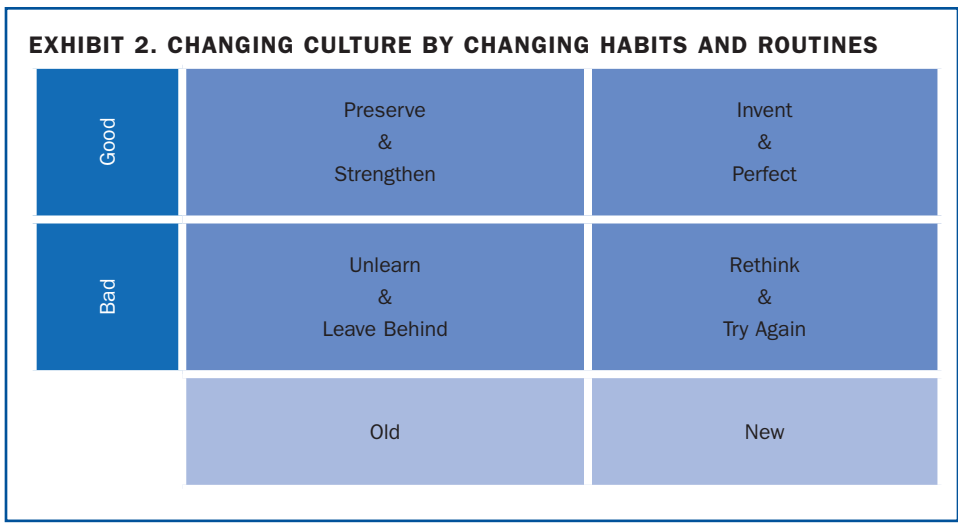 EXHIBIT 2. CHANGING CULTURE BY CHANGING HABITS AND ROUTINES
Good
Preserve
&
Strengthen
Invent
&
Perfect
Bad
Unlearn
&
Leave Behind
Rethink
&
Try Again
Old
New